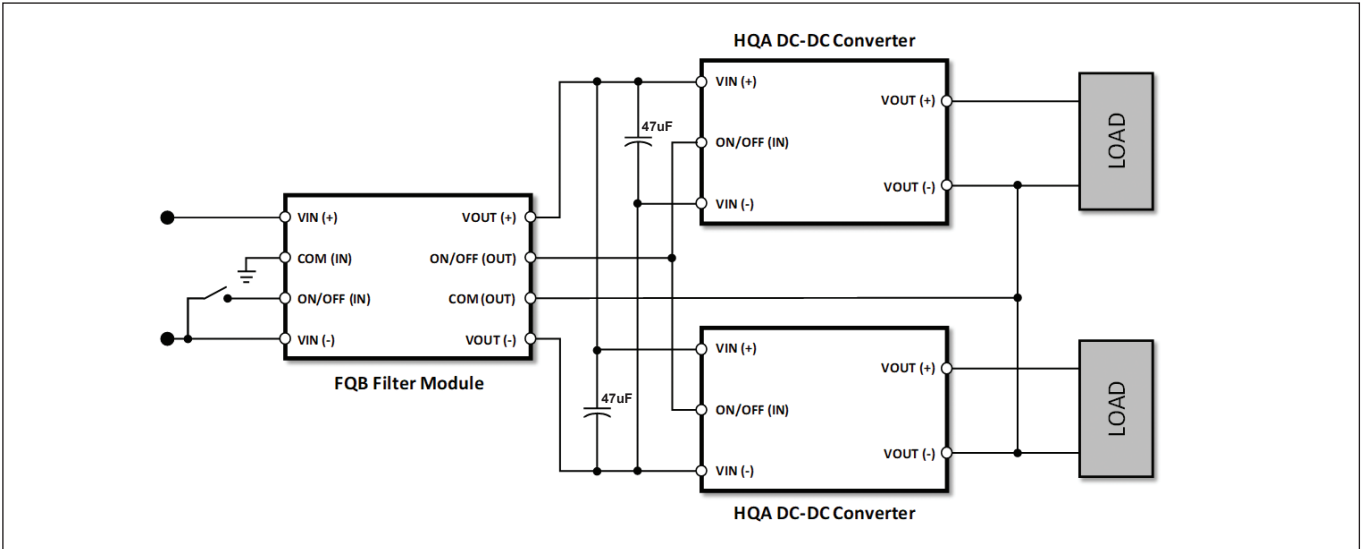 HQA DC-DC Converter
VIN (+)
VOUT (+)
47uF
ON/OFF (IN)
VOUT (-)
VIN (-)
LOAD
VIN (+)
VOUT (+)
COM (IN)
ON/OFF (OUT)
ON/OFF (IN)
COM (OUT)
VIN (-)
VOUT (-)
FQB Filter Module
VIN (+)
VOUT (+)
47uF
ON/OFF (IN)
VOUT (-)
VIN (-)
LOAD
HQA DC-DC Converter